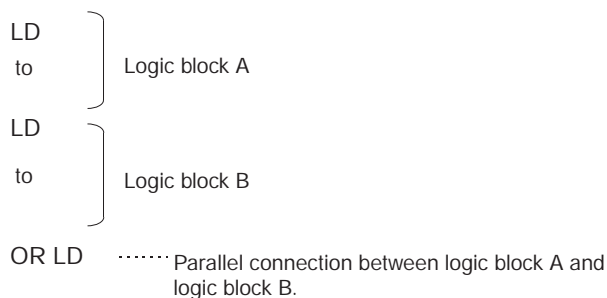 LD
to
Logic block A
LD
to
Logic block B
OR LD
Parallel connection between logic block A and
logic block B.